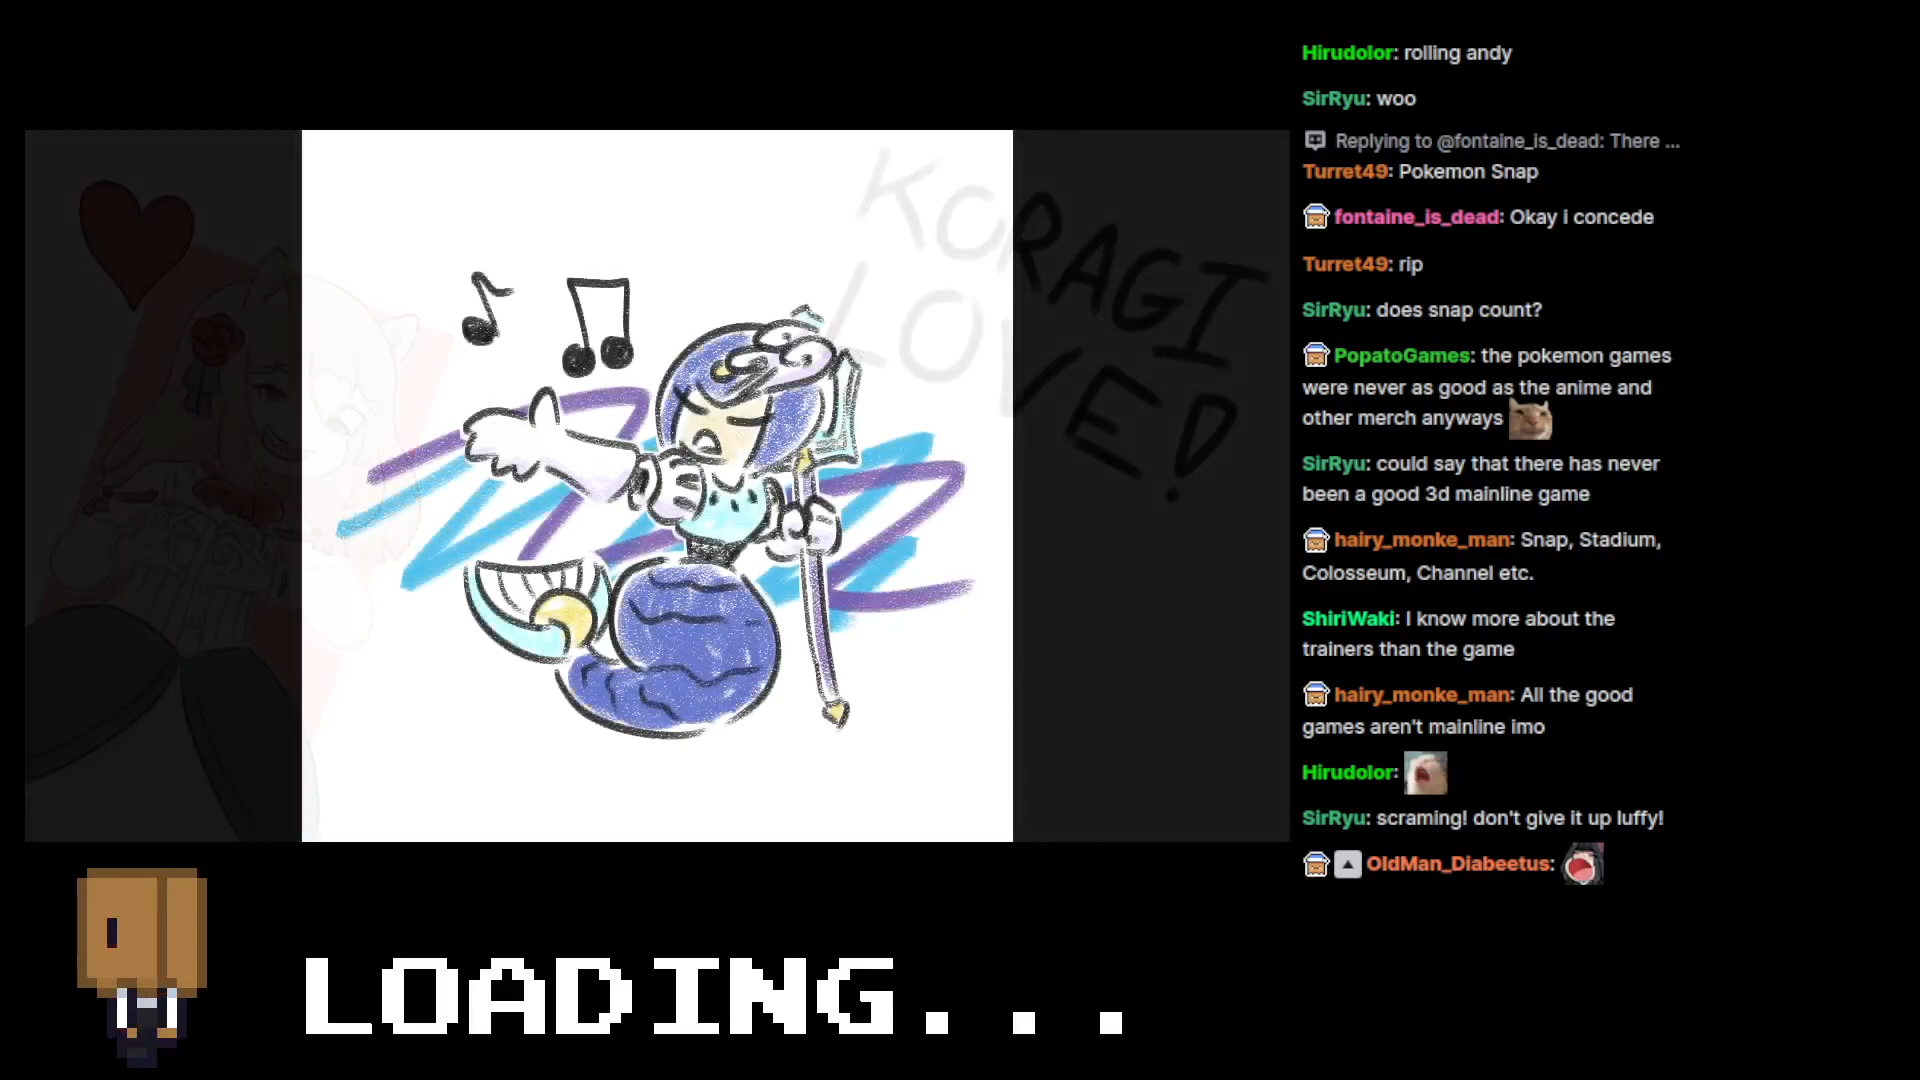 KORAGI
LOVE!
Hirudolor: rolling andy
SirRyu: woo
Replying to @fontaine_is_dead: There ...
Turret49: Pokemon Snap
fontaine_is_dead: Okay i concede
Turret49: rip
SirRyu: does snap count?
PopatoGames: the pokemon games
were never as good as the anime and
other merch anyways
SirRyu: could say that there has never
been a good 3d mainline game
hairy_monke_man: Snap, Stadium,
Colosseum, Channel etc.
ShiriWaki: I know more about the
trainers than the game
hairy_monke_man: All the good
games aren't mainline imo
Hirudolor:
SirRyu: scraming! don't give it up luffy!
OldMan_Diabeetus:
LOADING...